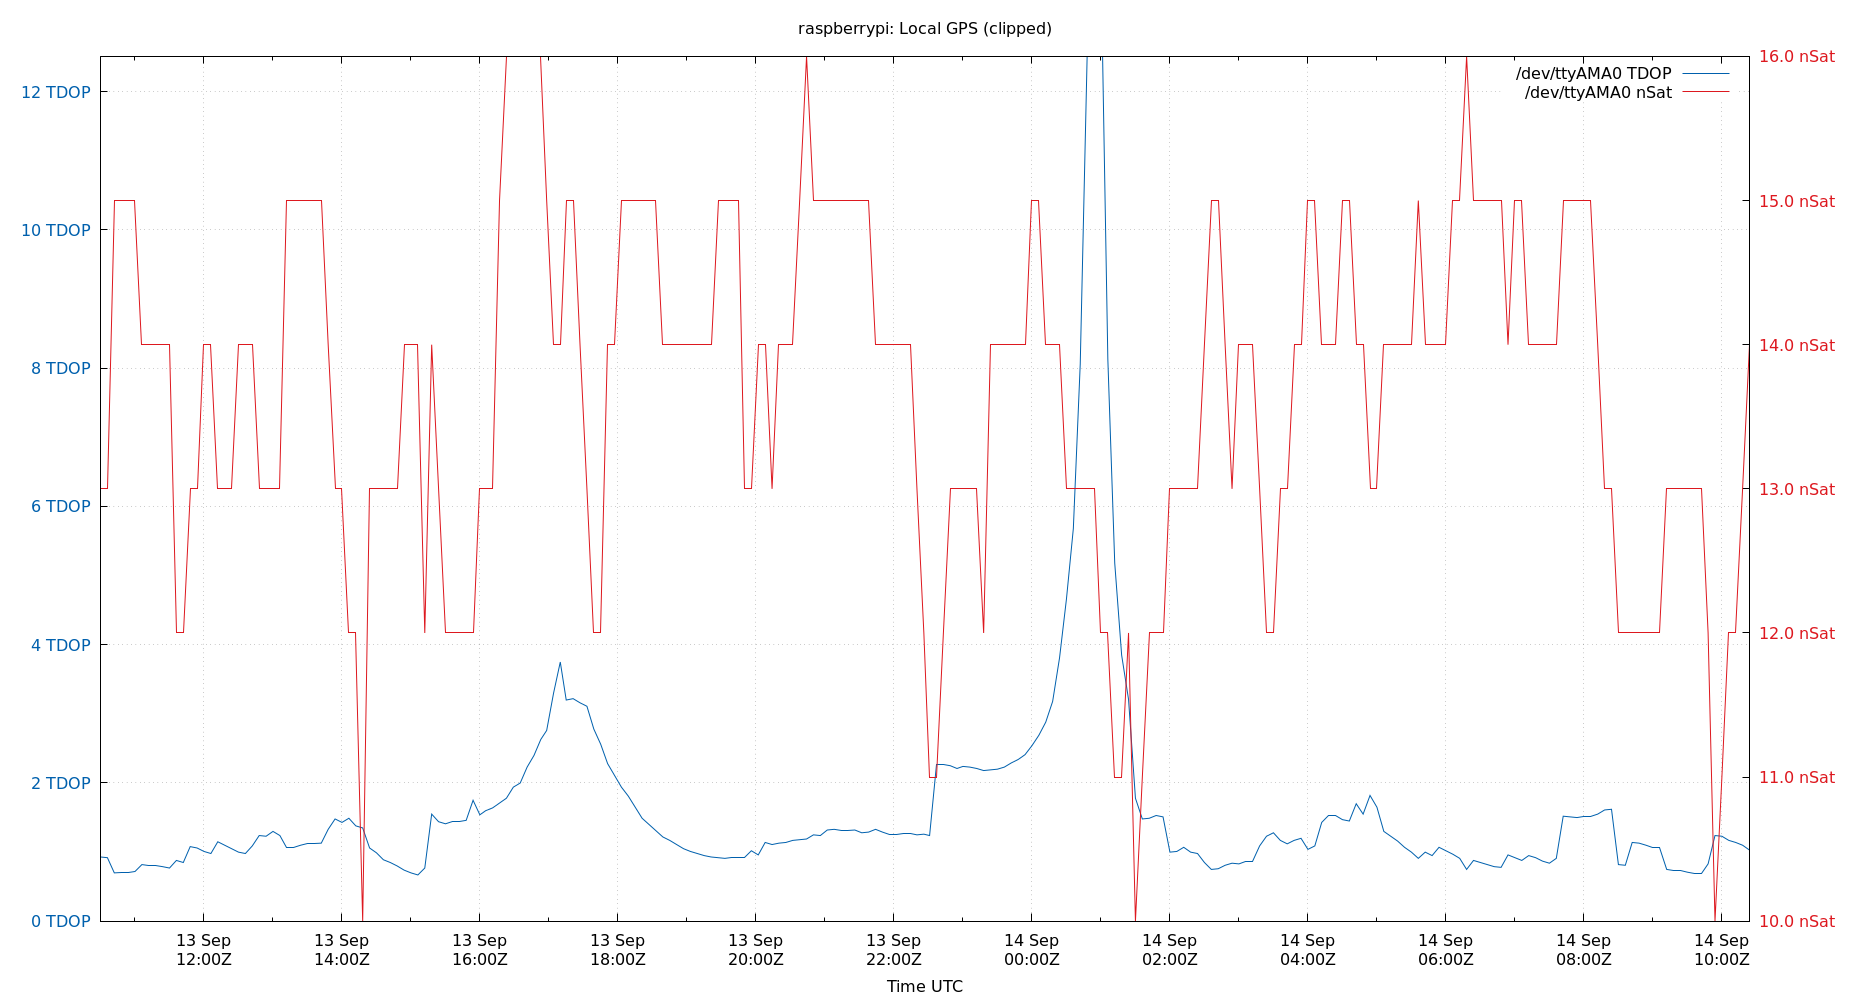 raspberrypi: Local GPS (clipped)
/dev/ttyAMA0 TDOP
/dev/ttyAMA0 nSat
12 TDOP
10 TDOP
8 TDOP
6 TDOP
4 TDOP
2 TDOP
0 TDOP
16.0 nSat
15.0 nSat
14.0 nSat
13.0 nSat
12.0 nSat
11.0 nSat
10.0 nSat
13 Sep
12:00Z
13 Sep
14:00Z
13 Sep
16:00Z
13 Sep
18:00Z
13 Sep
20:00Z
13 Sep
22:00Z
14 Sep
00:00Z
14 Sep
02:00Z
14 Sep
04:00Z
14 Sep
06:00Z
14 Sep
08:00Z
14 Sep
10:00Z
Time UTC